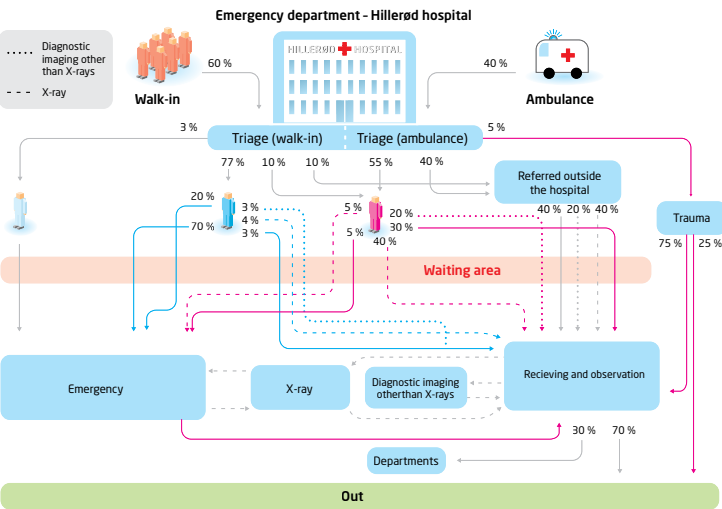 Emergency department - Hillerød hospital
Diagnostic
imaging other
than X-rays
X-ray
HILLERØD HOSPITAL
60 %
40 %
Walk-in
Ambulance
3 %
Triage (walk-in)
Triage (ambulance)
5 %
77 %
10 %
10 %
55 %
40 %
Referred outside
the hospital
20 %
3 %
4 %
3 %
70 %
5 %
5 %
20 %
30 %
40 %
40 % 20 % 40 %
Trauma
75 %
25 %
Waiting area
Emergency
X-ray
Diagnostic imaging
otherthan X-rays
Recieving and observation
30 %
70 %
Departments
Out